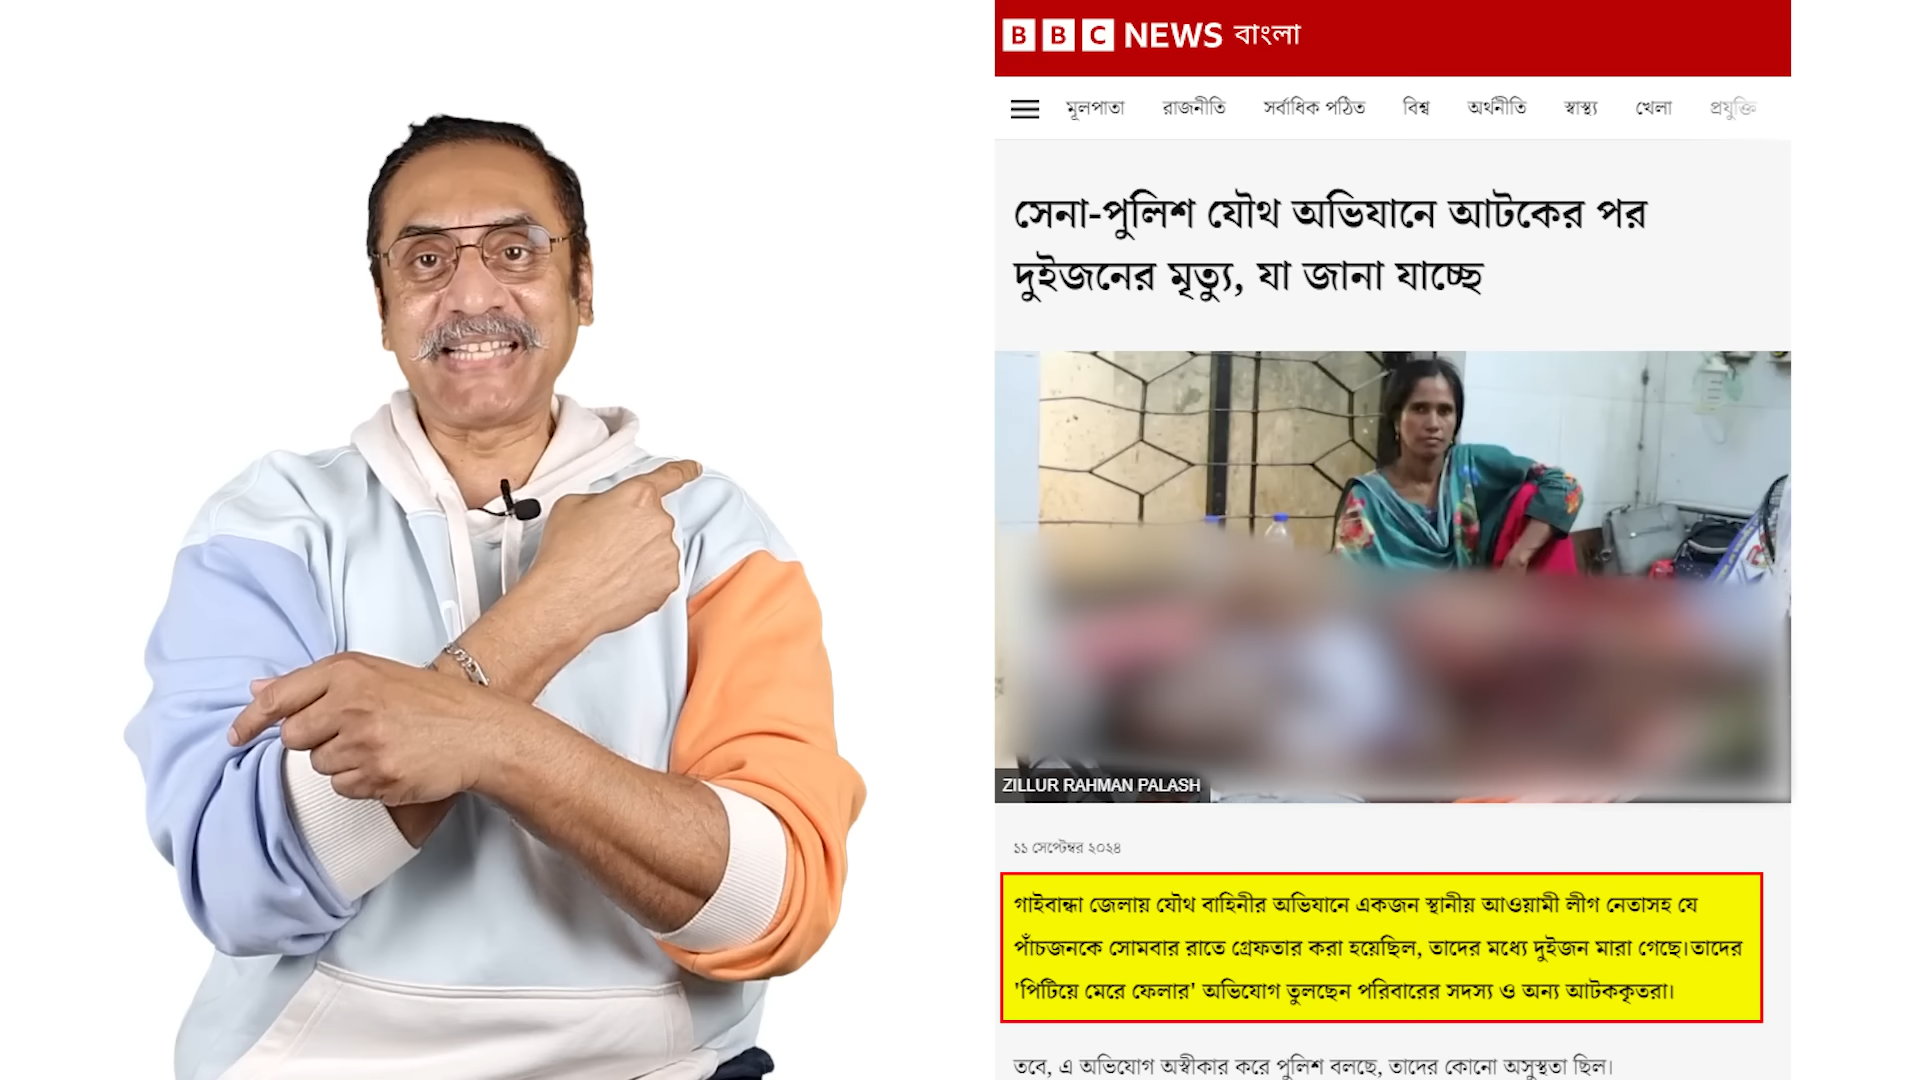 BBC NEWS বাংলা
মূলপাতা রাজনীতি সর্বাধিক পঠিত বিশ্ব অর্থনীতি স্বাস্থ্য খেলা প্রযুক্তি
সেনা-পুলিশ যৌথ অভিযানে আটকের পর
দুইজনের মৃত্যু, যা জানা যাচ্ছে
ZILLUR RAHMAN PALASH
১১ সেপ্টেম্বর ২০২৪
গাইবান্ধা জেলায় যৌথ বাহিনীর অভিযানে একজন স্থানীয় আওয়ামী লীগ নেতাসহ যে
পাঁচজনকে সোমবার রাতে গ্রেফতার করা হয়েছিল, তাদের মধ্যে দুইজন মারা গেছে।তাদের
'পিটিয়ে মেরে ফেলার' অভিযোগ তুলছেন পরিবারের সদস্য ও অন্য আটককৃতরা।
তবে, এ অভিযোগ অস্বীকার করে পুলিশ বলছে, তাদের কোনো অসুস্থতা ছিল।